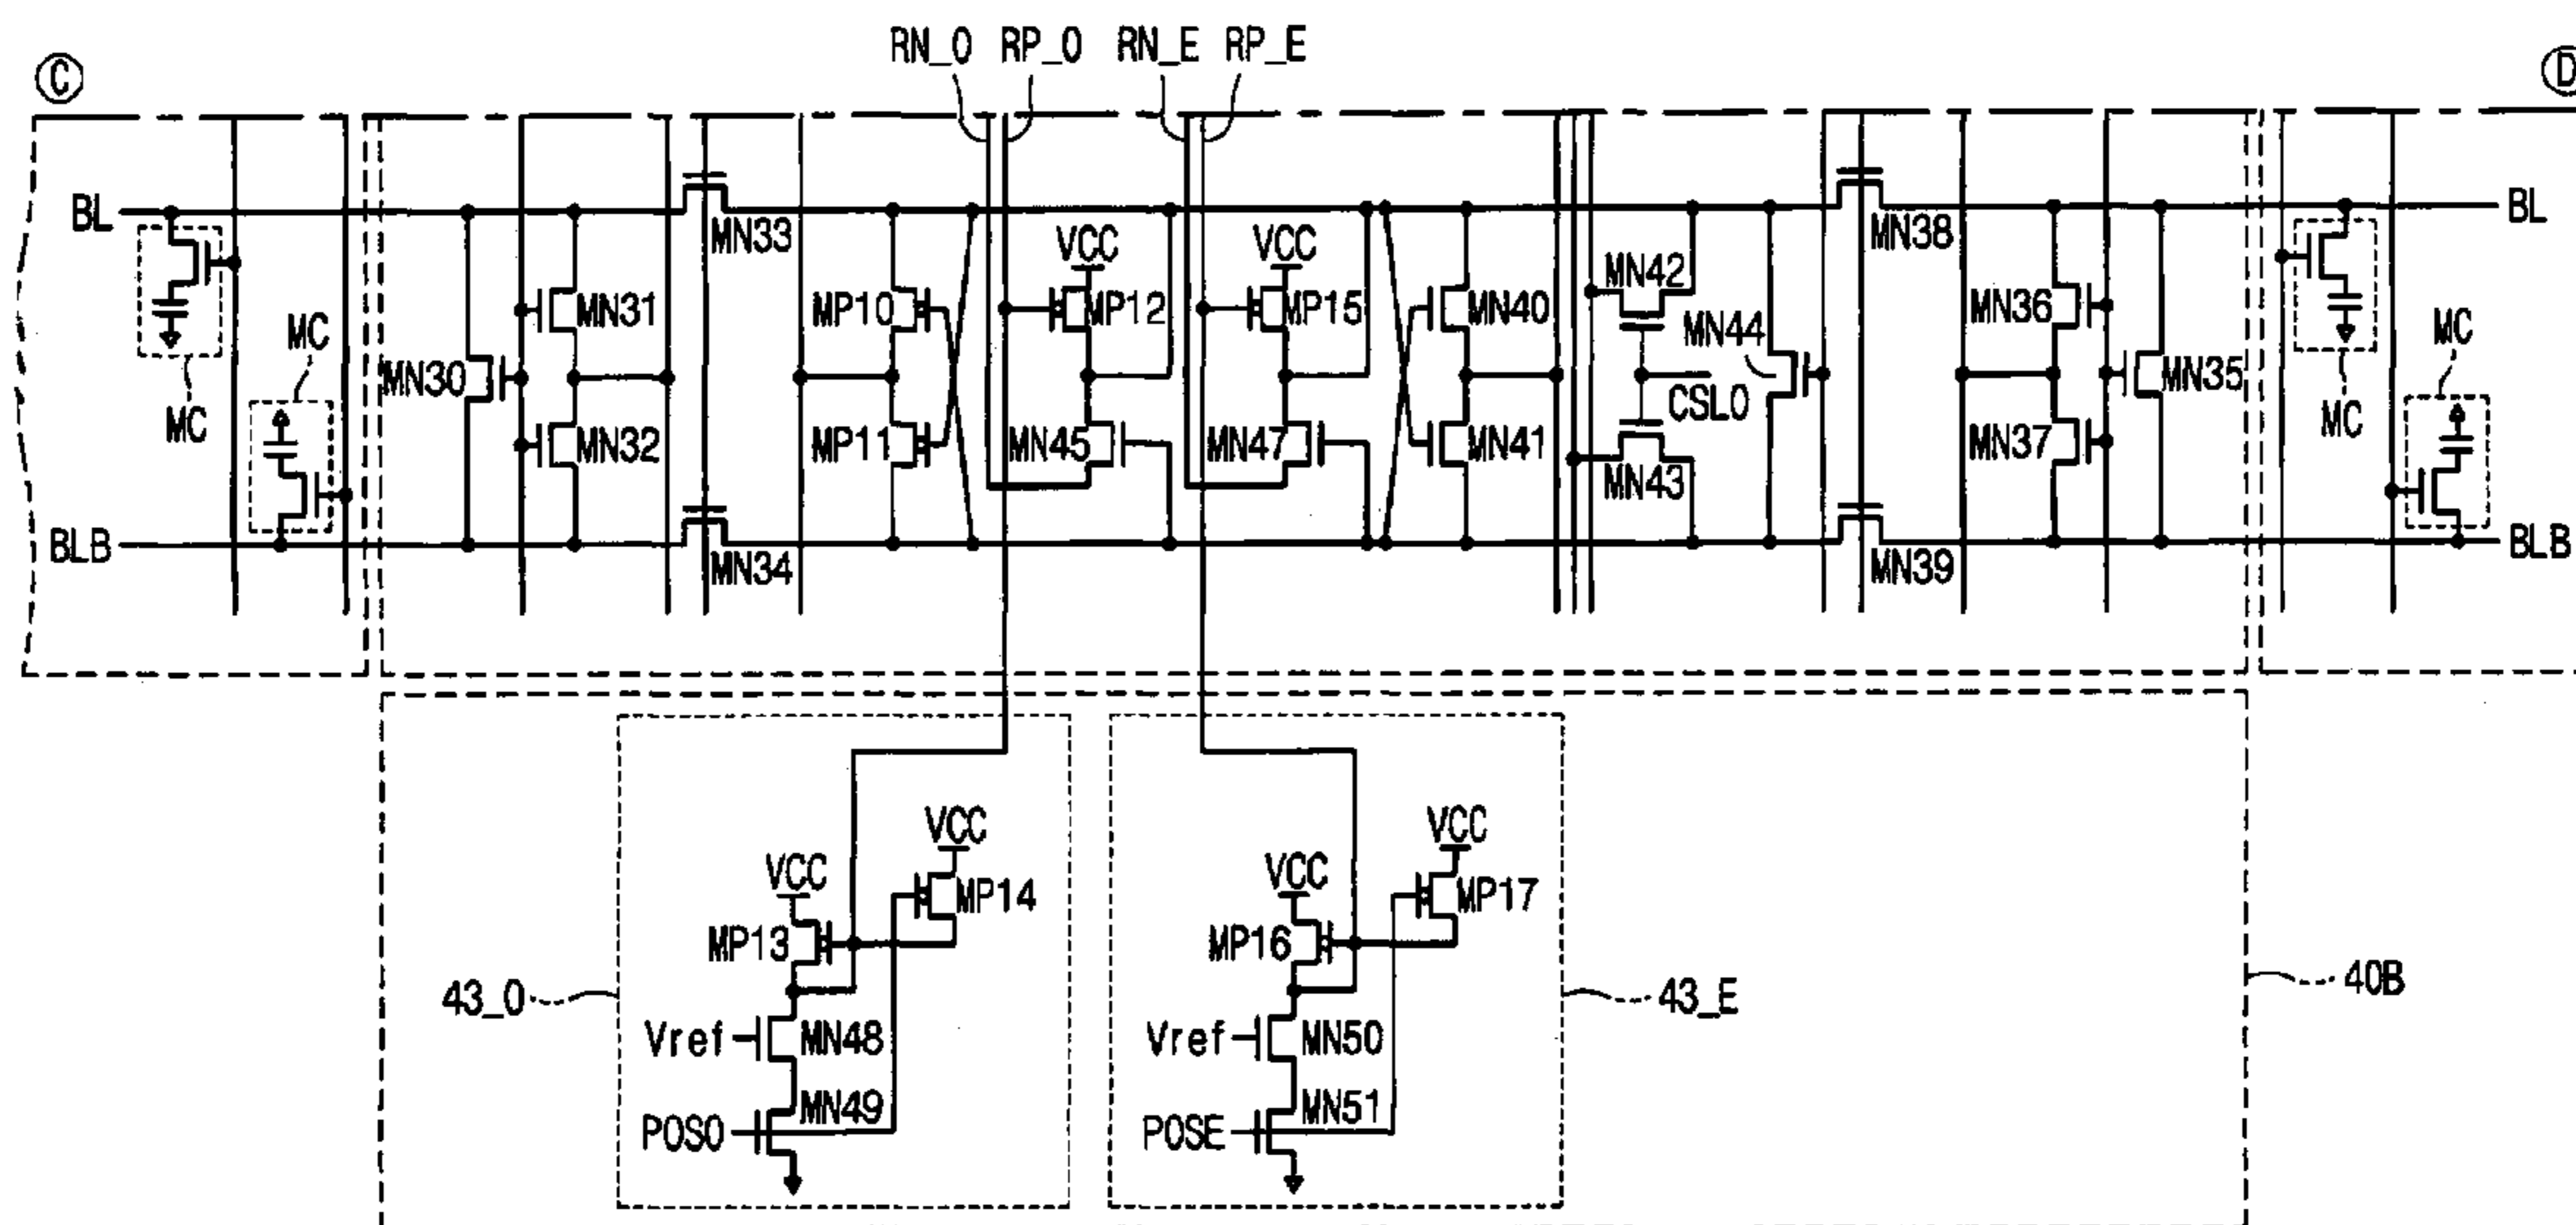 RN_O RP_O RN_E RP_E
C D
BL MN33 VCC VCC MN38 BL
MN31 MP10 MP12 MP15 MN40 MN42 MN36
MC MN30 MN44 MN35 MC
MC CSL0 MC
MN32 MP11 MN45 MN47 MN41 MN43 MN37
BLB MN34 MN39 BLB
VCC VCC
VCC MP14 VCC MP17
MP13 MP16
43_O 43_E 40B
Vref MN48 Vref MN50
MN49 MN51
POSO POSE